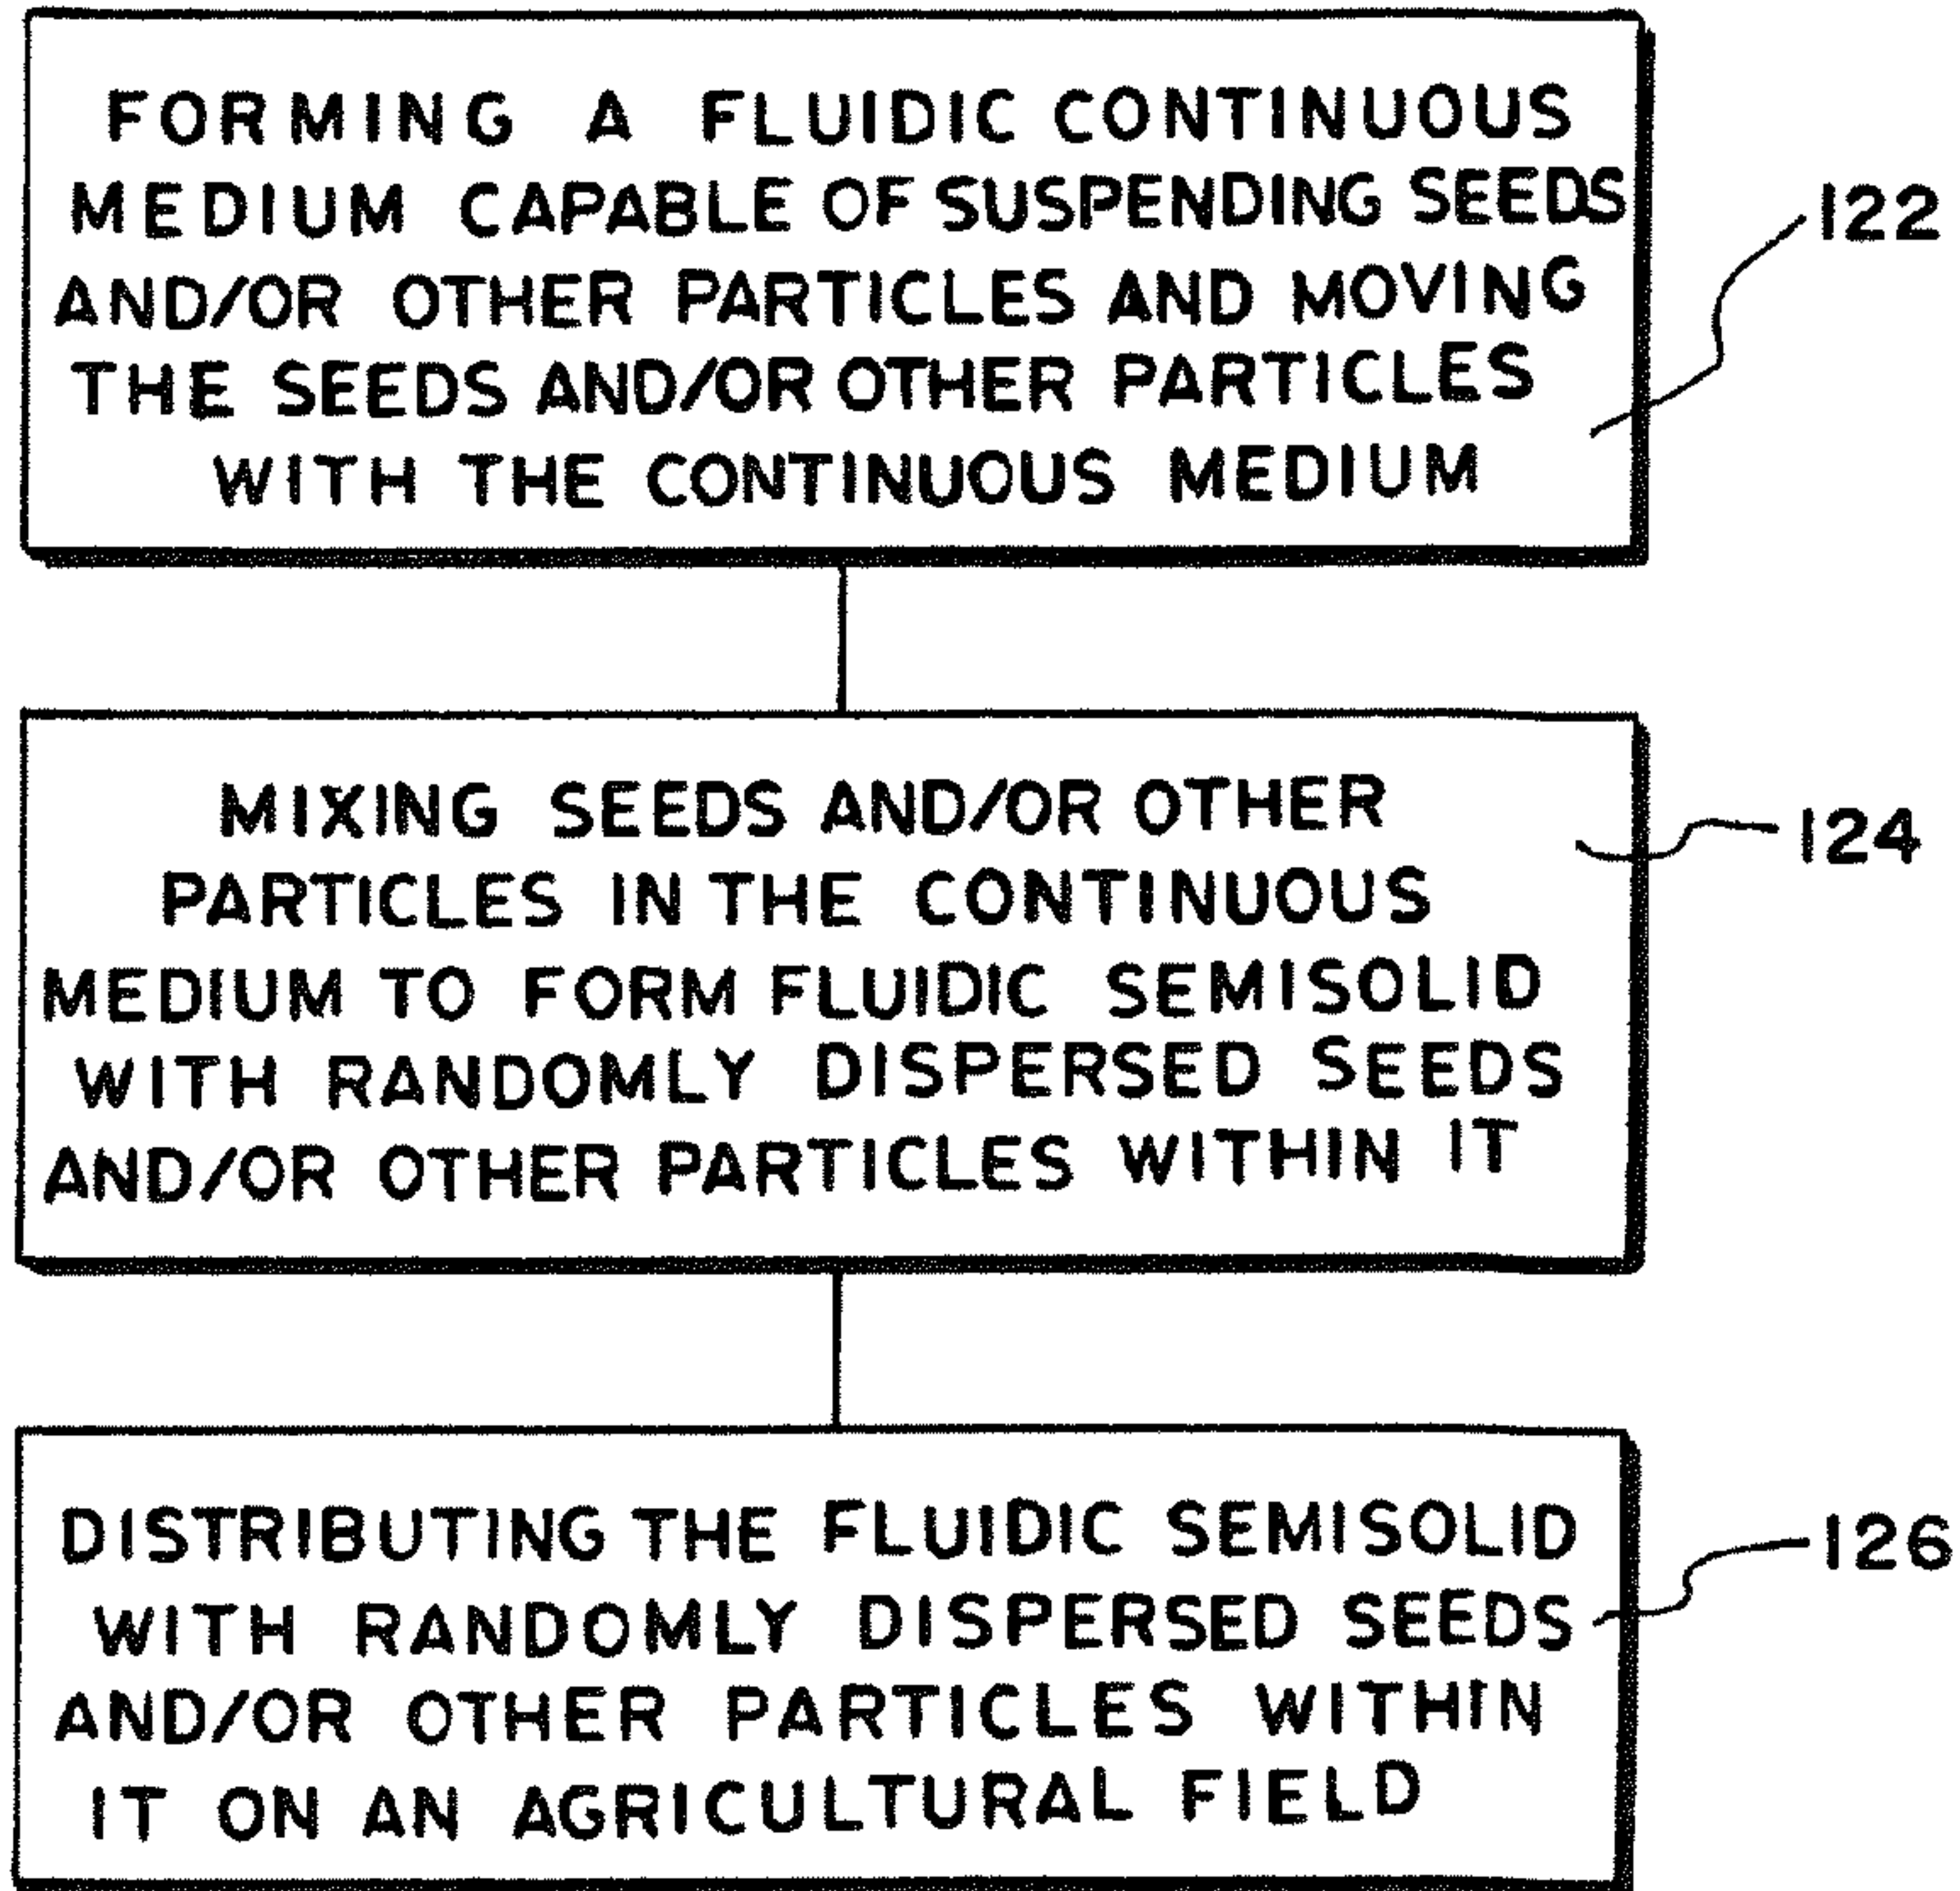 FORMING A FLUIDIC CONTINUOUS
MEDIUM CAPABLE OF SUSPENDING SEEDS
AND/OR OTHER PARTICLES AND MOVING
THE SEEDS AND/OR OTHER PARTICLES
WITH THE CONTINUOUS MEDIUM
122
MIXING SEEDS AND/OR OTHER
PARTICLES IN THE CONTINUOUS
MEDIUM TO FORM FLUIDIC SEMISOLID
WITH RANDOMLY DISPERSED SEEDS
AND/OR OTHER PARTICLES WITHIN IT
124
DISTRIBUTING THE FLUIDIC SEMISOLID
WITH RANDOMLY DISPERSED SEEDS
AND/OR OTHER PARTICLES WITHIN
IT ON AN AGRICULTURAL FIELD
126